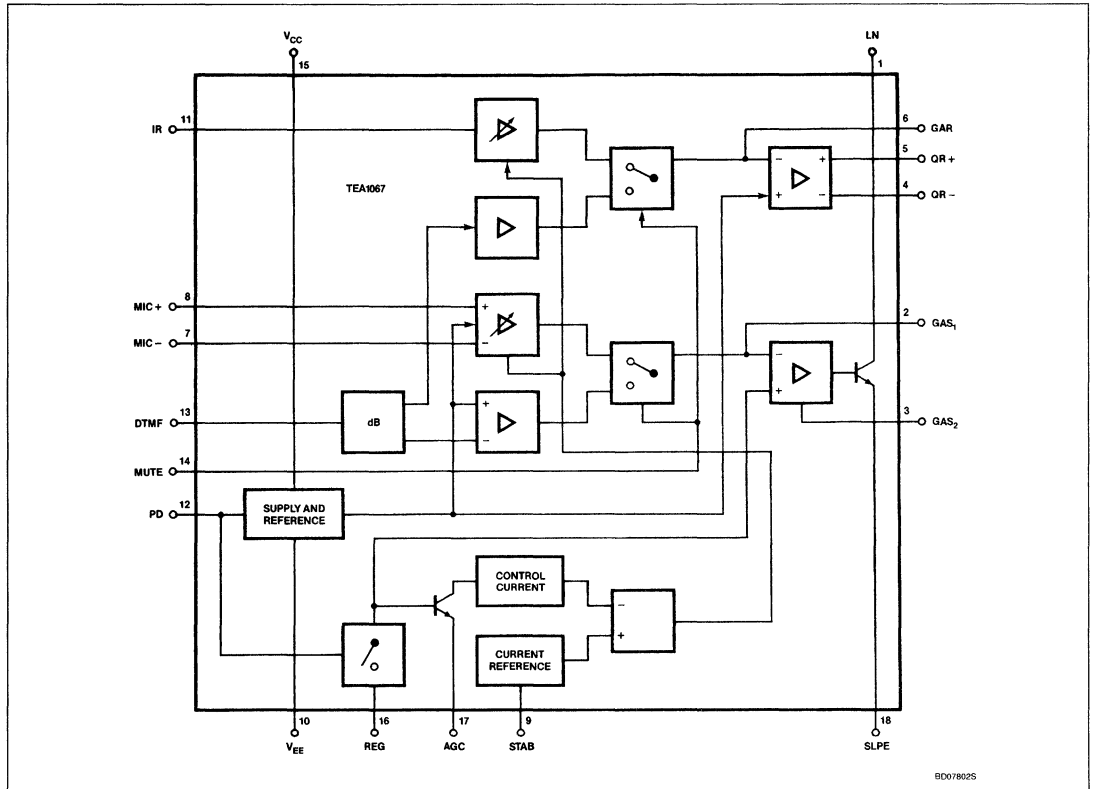 VCC
LN
15
1
IR
11
6
GAR
5
QR+
4
QR−
TEA1067
MIC+
8
MIC−
7
2
GAS1
3
GAS2
DTMF
13
dB
MUTE
14
PD
12
SUPPLY AND
REFERENCE
CONTROL
CURRENT
CURRENT
REFERENCE
+
−
+
−
+
−
+
−
+
−
−
+
10
16
17
9
18
VEE
REG
AGC
STAB
SLPE
BD07802S